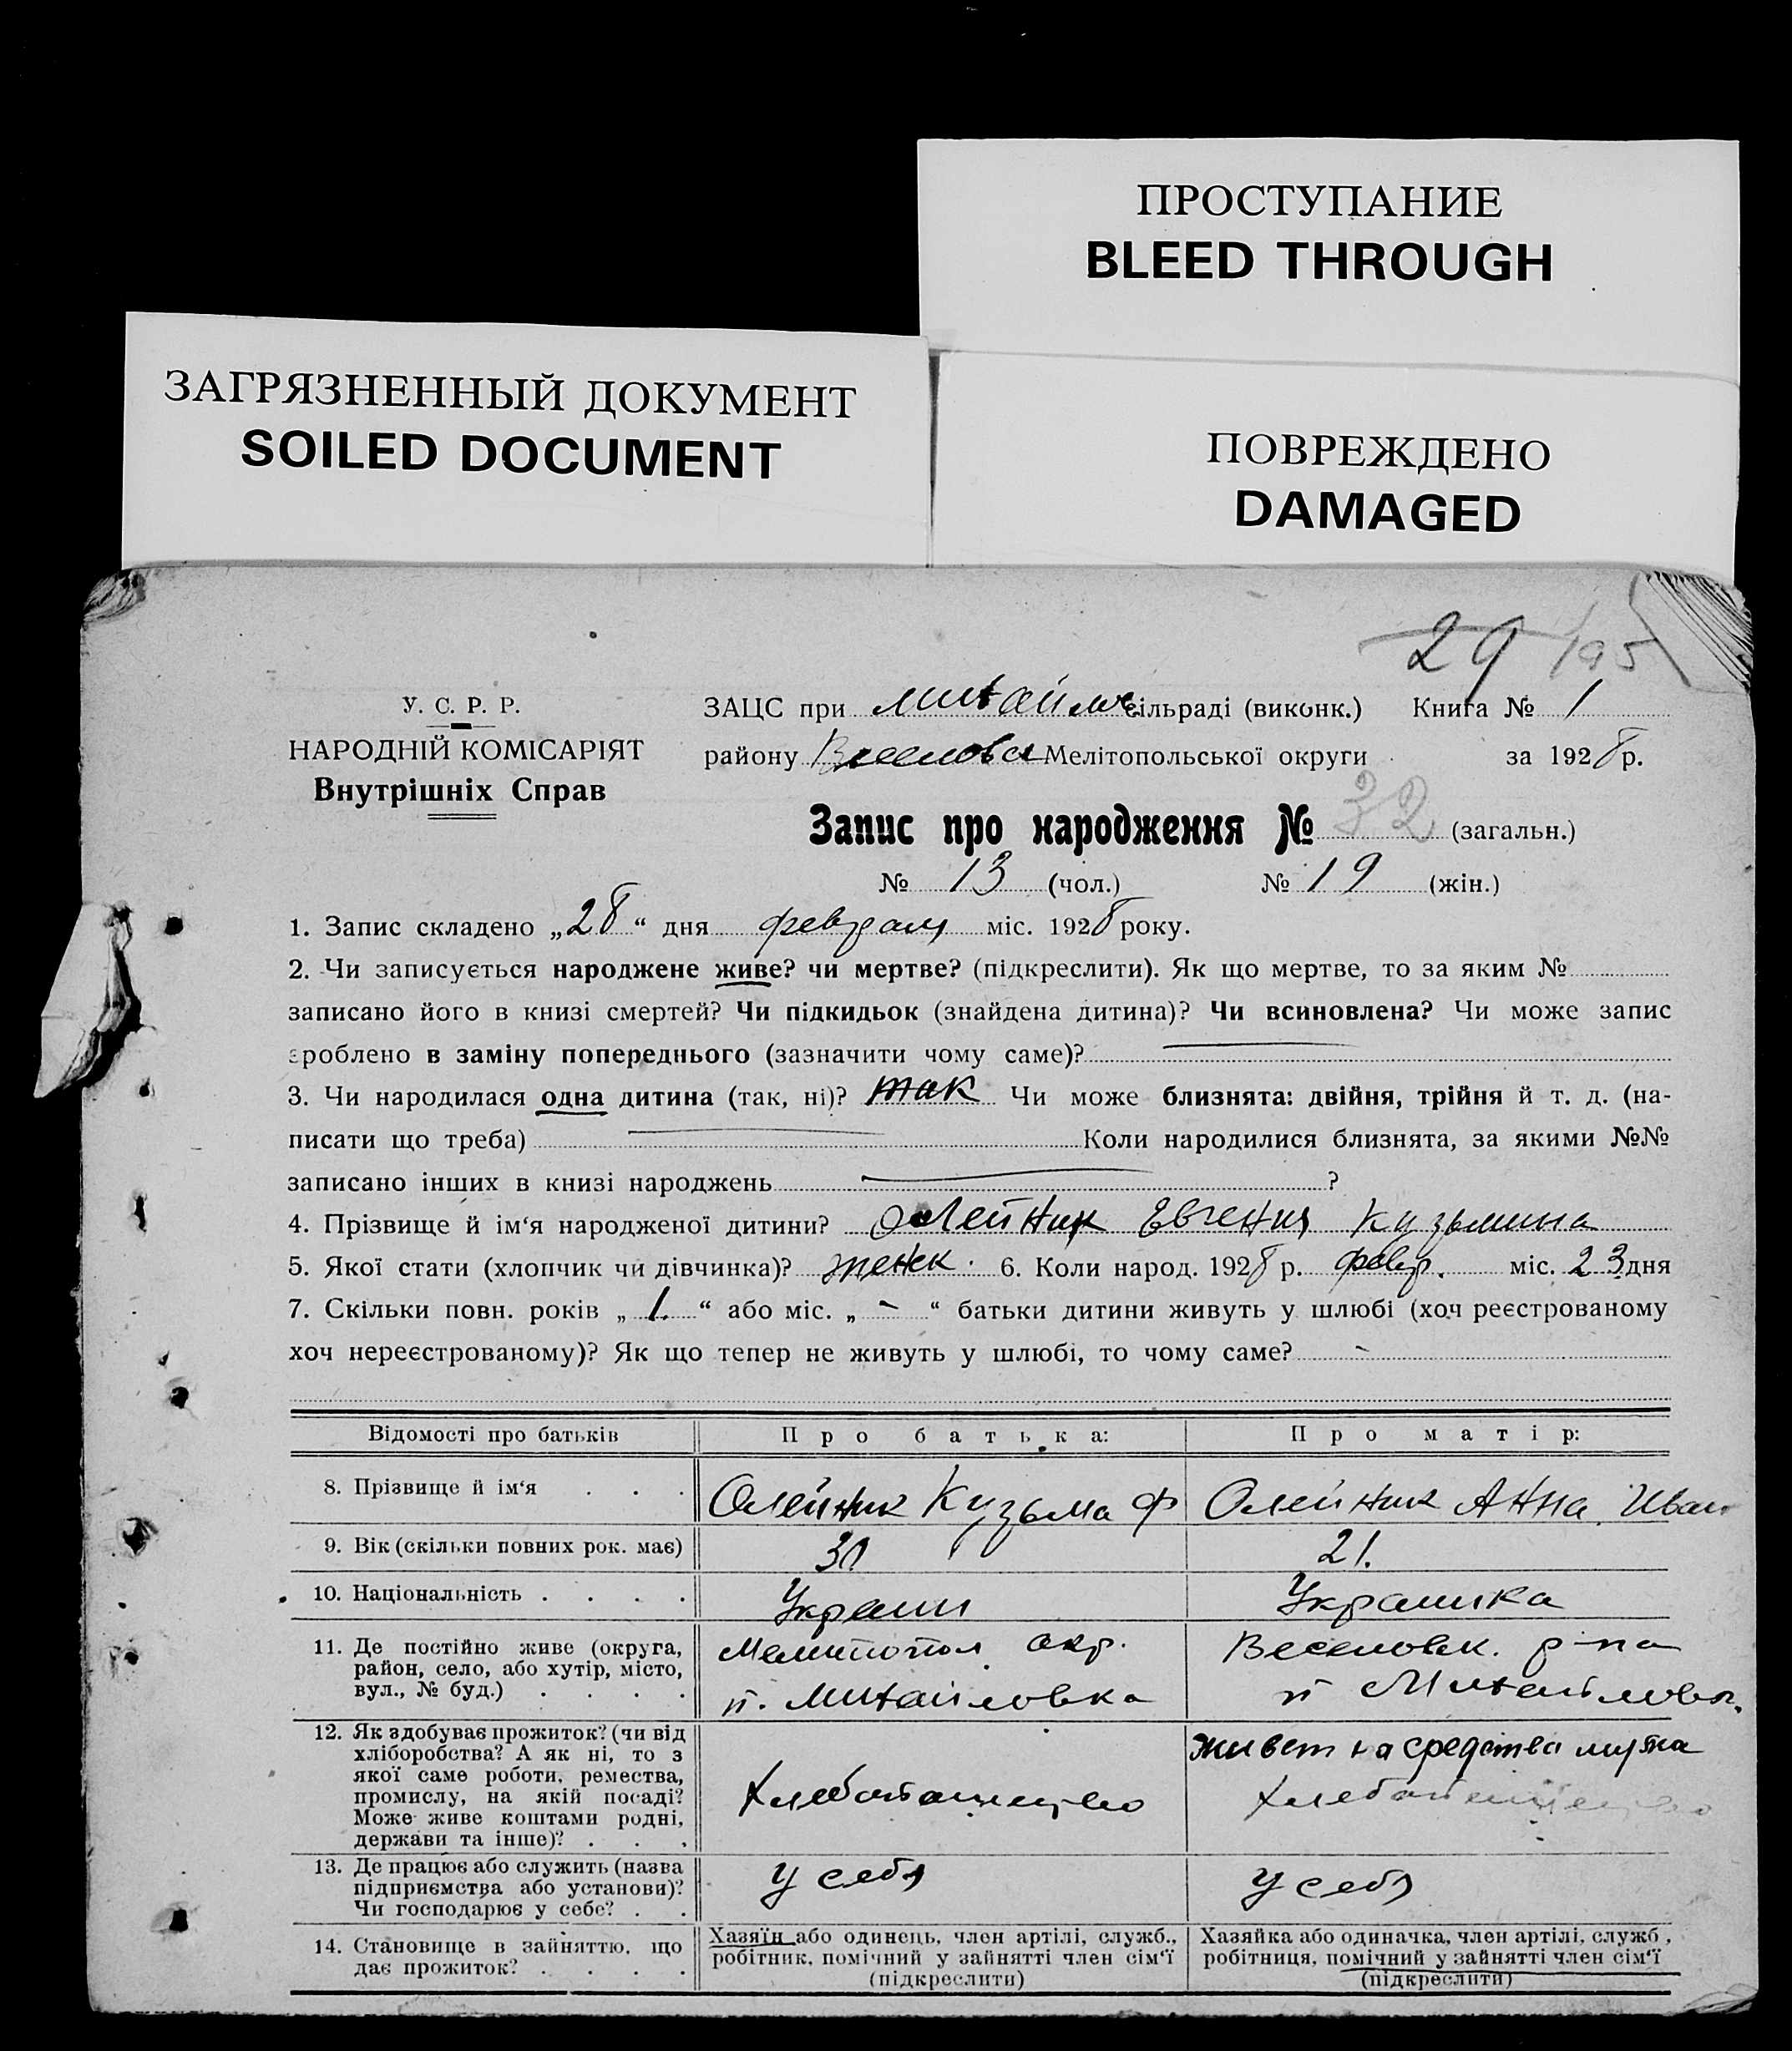 ПРОСТУПАНИЕ
BLEED THROUGH
ЗАГРЯЗНЕННЫЙ ДОКУМЕНТ
SOILED DOCUMENT
ПОВРЕЖДЕНО
DAMAGED
29 195
У. С. Р. Р.
НАРОДНІЙ КОМІСАРІЯТ
Внутрішніх Справ
ЗАЦС при Михайлов сільраді (виконк.) Книга № 1
району Веселовск Мелітопольської округи за 1928 р.
Запис про народження № 32 (загальн.)
№ 13 (чол.) № 19 (жін.)
1. Запис складено „28“ дня февраля міс. 1928 року.
2. Чи записується народжене живе? чи мертве? (підкреслити). Як що мертве, то за яким №
записано його в книзі смертей? Чи підкидьок (знайдена дитина)? Чи всиновлена? Чи може запис
зроблено в заміну попереднього (зазначити чому саме)?
3. Чи народилася одна дитина (так, ні)? так Чи може близнята: двійня, трійня й т. д. (на-
писати що треба) Коли народилися близнята, за якими №№
записано інших в книзі народжень ?
4. Прізвище й ім‘я народженої дитини? Олейник Евгения Кузьмина
5. Якої стати (хлопчик чи дівчинка)? женск. 6. Коли народ. 1928 р. февр. міс. 23 дня
7. Скільки повн. років „ 1. “ або міс. „ - “ батьки дитини живуть у шлюбі (хоч реєстрованому
хоч нереєстрованому)? Як що тепер не живуть у шлюбі, то чому саме? -
Відомості про батьків Про батька: Про матір:
8. Прізвище й ім‘я . . . Олейник Кузьма Ф Олейник Анна Иван
9. Вік (скільки повних рок. має) 21.
10. Національність . . . . Украин Украинка
11. Де постійно живе (округа,
район, село, або хутір, місто,
вул., № буд.) . . . .
Мелитопол окр.
п. Михайловка
Веселовск. р-на
п Михайловк.
12. Як здобуває прожиток? (чи від
хліборобства? А як ні, то з
якої саме роботи, ремества,
промислу, на якій посаді?
Може живе коштами родні,
держави та інше)? . . .
Хлебопашество
живет на средства мужа
Хлебопашество
13. Де працює або служить (назва
підприємства або установи)?
Чи господарює у себе? . .
у себя
у себя
14. Становище в зайняттю, що
дає прожиток? . . . .
Хазяїн або одинець, член артілі, служб.,
робітник, помічний у зайнятті член сім‘ї
(підкреслити)
Хазяйка або одиначка, член артілі, служб.,
робітниця, помічний у зайнятті член сім‘ї
(підкреслити)